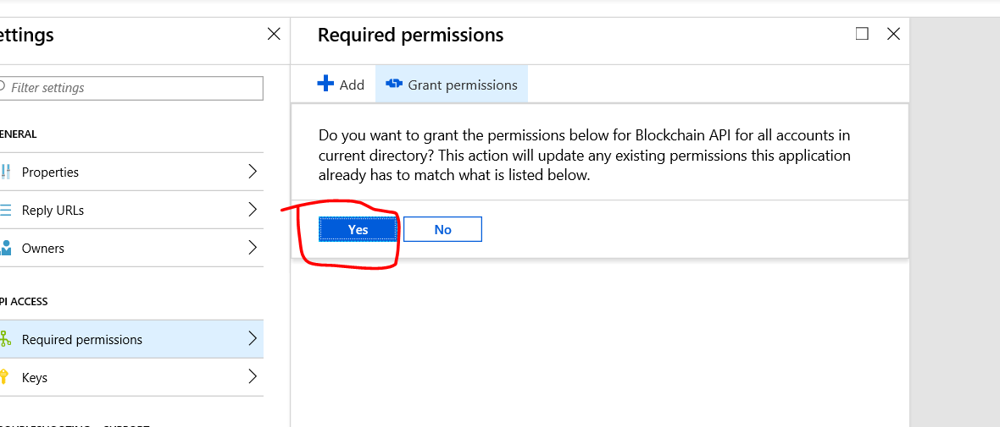 ettings
Required permissions
Filter settings
Add
Grant permissions
ENERAL
Do you want to grant the permissions below for Blockchain API for all accounts in
current directory? This action will update any existing permissions this application
already has to match what is listed below.
Properties
Reply URLs
Yes
No
Owners
PI ACCESS
Required permissions
Keys